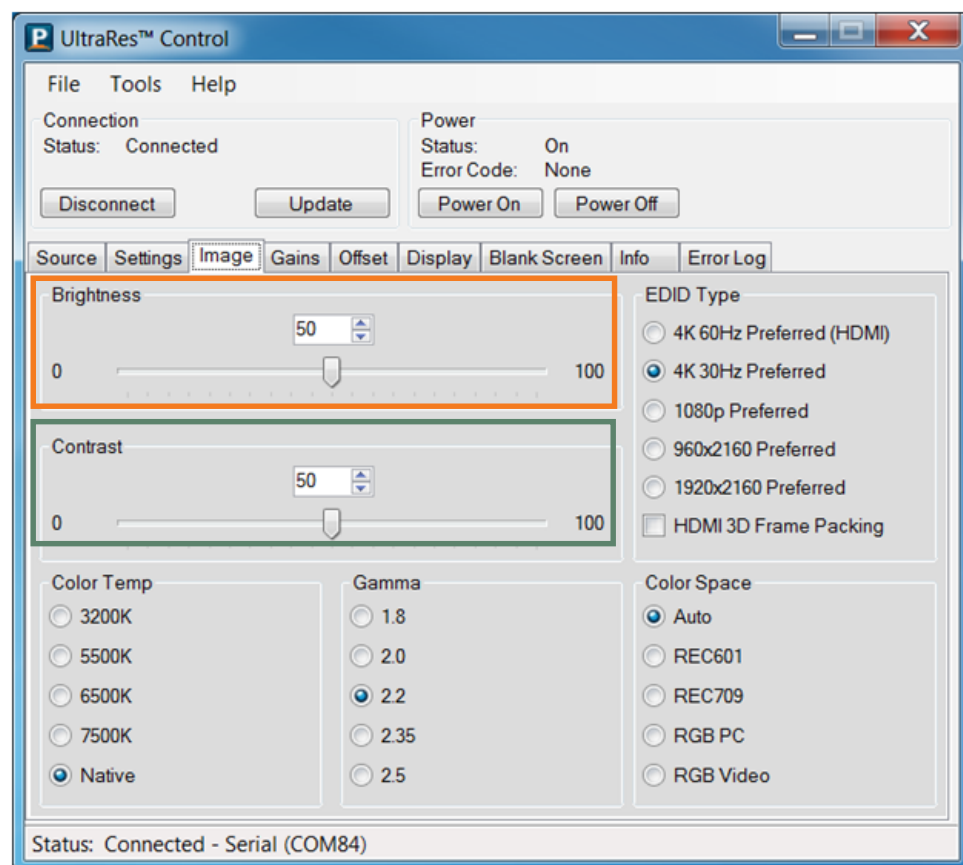 P UltraRes™ Control
X
File Tools Help
Connection
Status: Connected
Disconnect Update
Power
Status: On
Error Code: None
Power On Power Off
Source Settings Image Gains Offset Display Blank Screen Info Error Log
Brightness
50
0 100
Contrast
50
0 100
EDID Type
4K 60Hz Preferred (HDMI)
4K 30Hz Preferred
1080p Preferred
960x2160 Preferred
1920x2160 Preferred
HDMI 3D Frame Packing
Color Temp
3200K
5500K
6500K
7500K
Native
Gamma
1.8
2.0
2.2
2.35
2.5
Color Space
Auto
REC601
REC709
RGB PC
RGB Video
Status: Connected - Serial (COM84)